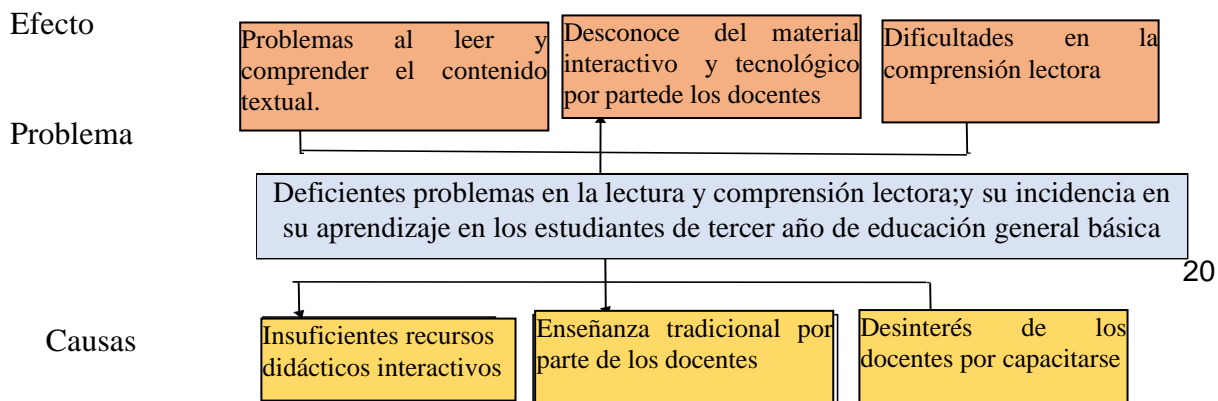 Efecto
Problemas al leer y
comprender el contenido
textual.
Desconoce del material
interactivo y tecnológico
por partede los docentes
Dificultades en la
comprensión lectora
Problema
Deficientes problemas en la lectura y comprensión lectora;y su incidencia en
su aprendizaje en los estudiantes de tercer año de educación general básica
20
Causas
Insuficientes recursos
didácticos interactivos
Enseñanza tradicional por
parte de los docentes
Desinterés de los
docentes por capacitarse